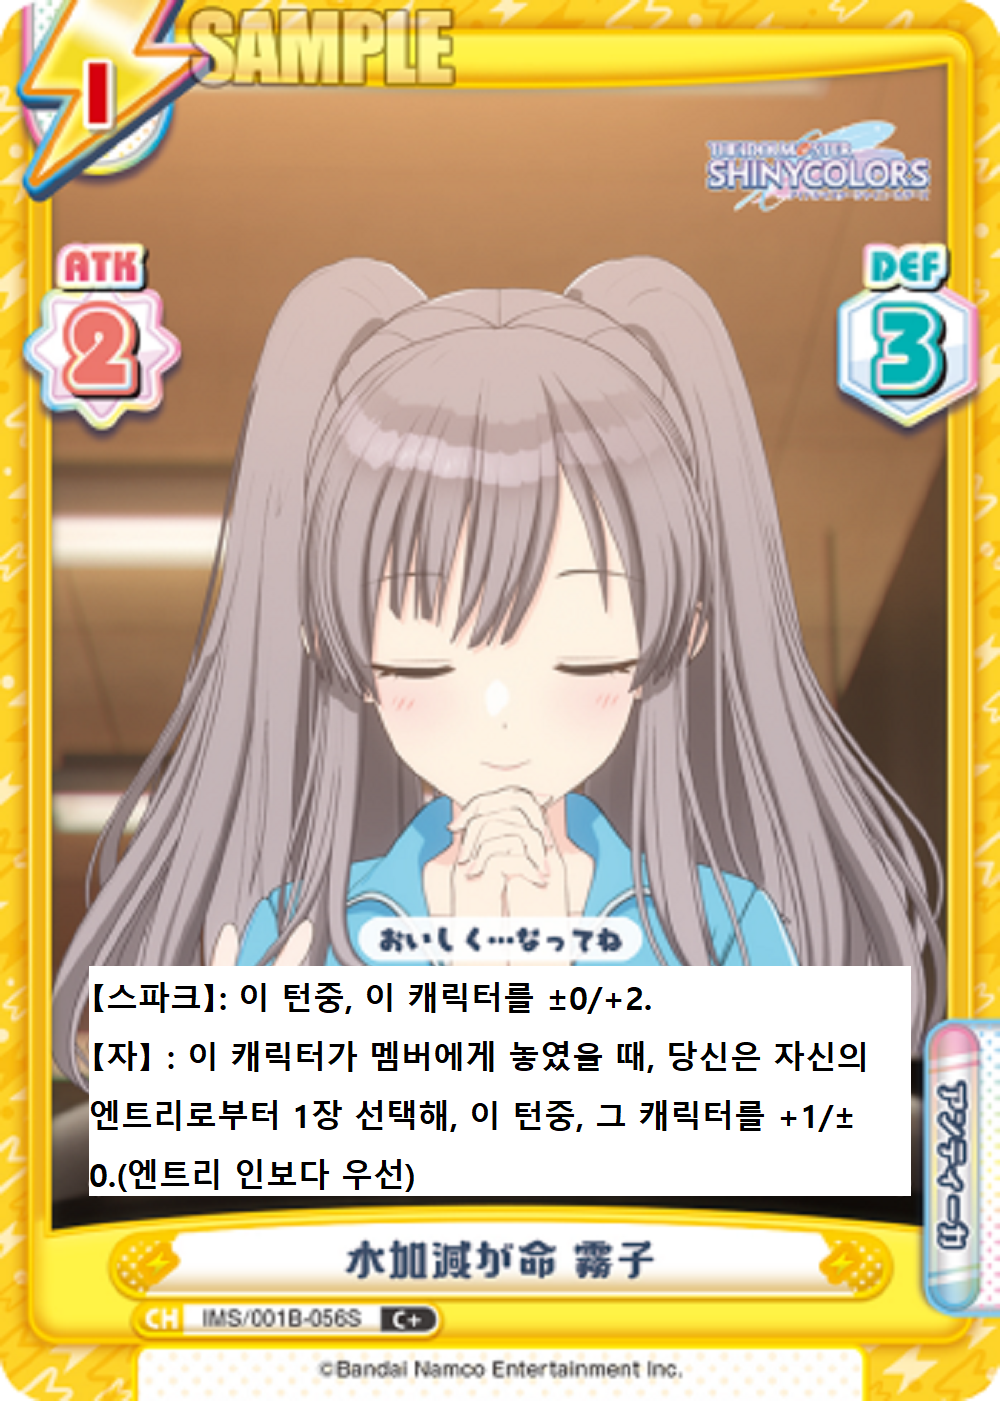 SAMPLE
1
THE IDOLM@STER
SHINYCOLORS
ATK
2
DEF
3
おいしく…なってね
【스파크】: 이 턴중, 이 캐릭터를 ±0/+2.
【자】 : 이 캐릭터가 멤버에게 놓였을 때, 당신은 자신의
엔트리로부터 1장 선택해, 이 턴중, 그 캐릭터를 +1/±
0.(엔트리 인보다 우선)
アンティーカ
水加減が命 霧子
CH IMS/001B-056S C+
©Bandai Namco Entertainment Inc.